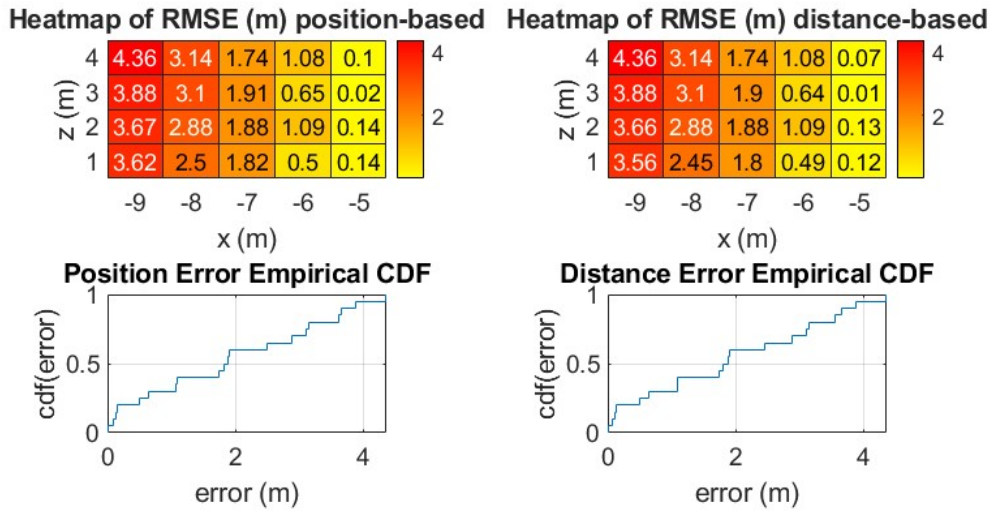 Heatmap of RMSE (m) position-based
4 4.36 3.14 1.74 1.08 0.1
3 3.88 3.1 1.91 0.65 0.02
2 3.67 2.88 1.88 1.09 0.14
1 3.62 2.5 1.82 0.5 0.14
z (m)
-9 -8 -7 -6 -5
x (m)
4
2
Heatmap of RMSE (m) distance-based
4 4.36 3.14 1.74 1.08 0.07
3 3.88 3.1 1.9 0.64 0.01
2 3.66 2.88 1.88 1.09 0.13
1 3.56 2.45 1.8 0.49 0.12
z (m)
-9 -8 -7 -6 -5
x (m)
4
2
Position Error Empirical CDF
1
0.5
0
cdf(error)
0 2 4
error (m)
Distance Error Empirical CDF
1
0.5
0
cdf(error)
0 2 4
error (m)